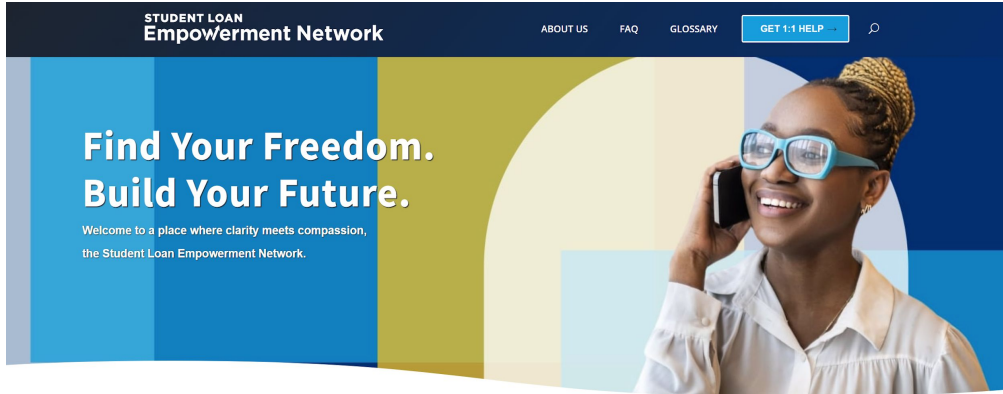 STUDENT LOAN
Empowerment Network
ABOUT US
FAQ
GLOSSARY
GET 1:1 HELP →
Find Your Freedom.
Build Your Future.
Welcome to a place where clarity meets compassion,
the Student Loan Empowerment Network.